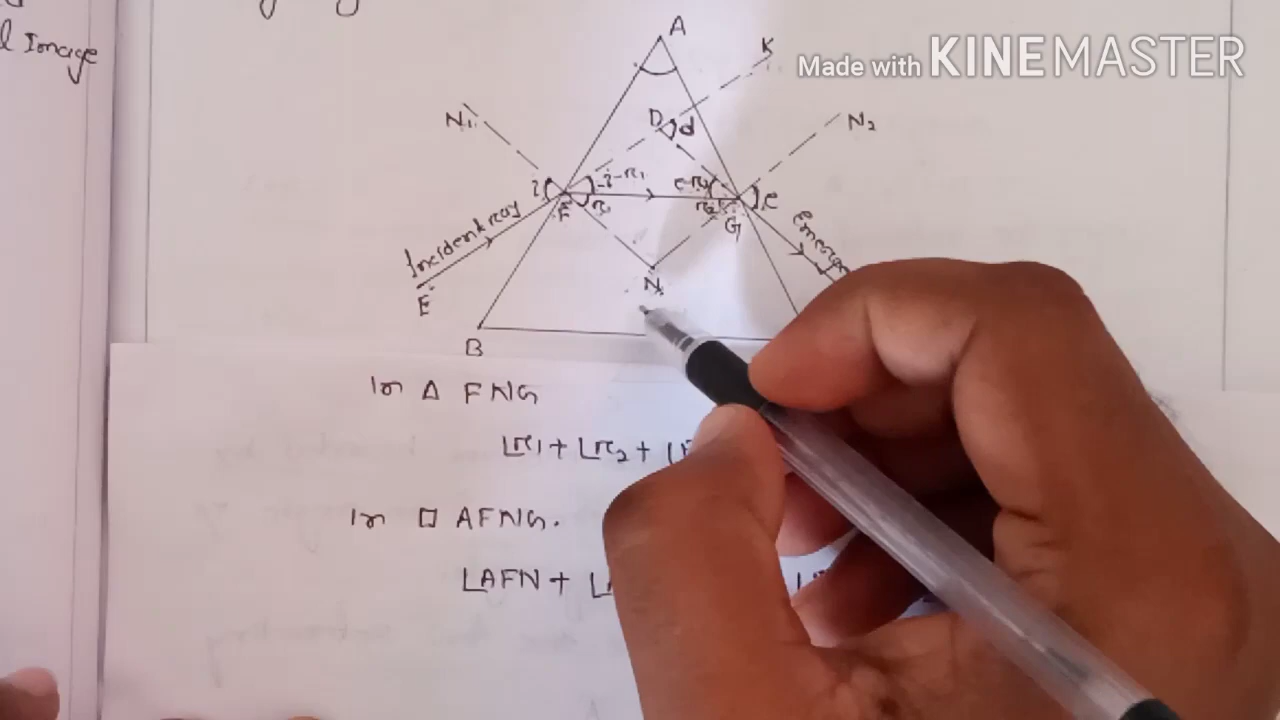 l Image
Made with KINEMASTER
A
K
D d
N1
N2
i i-r1 e-r2 e
F r1 r2 G
Incident ray
E
N
B
In Δ FNG
∠r1 + ∠r2 +
In □ AFNG.
∠AFN +